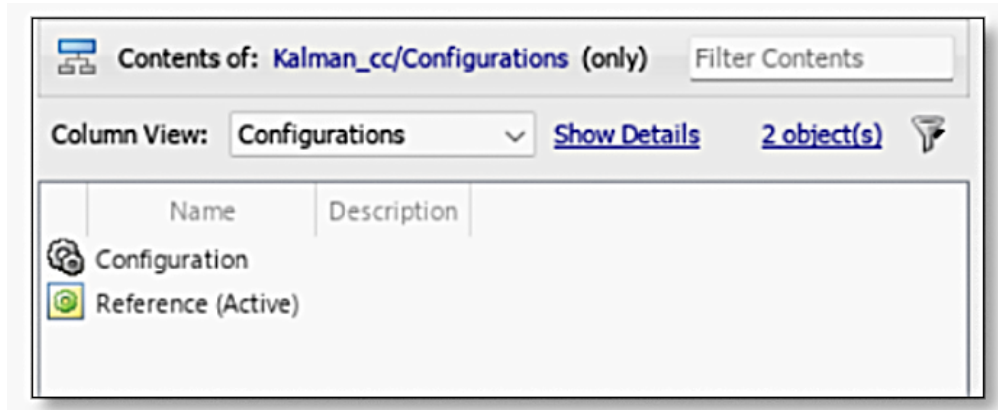 Contents of: Kalman_cc/Configurations (only) Filter Contents
Column View: Configurations Show Details 2 object(s)
Name Description
Configuration
Reference (Active)